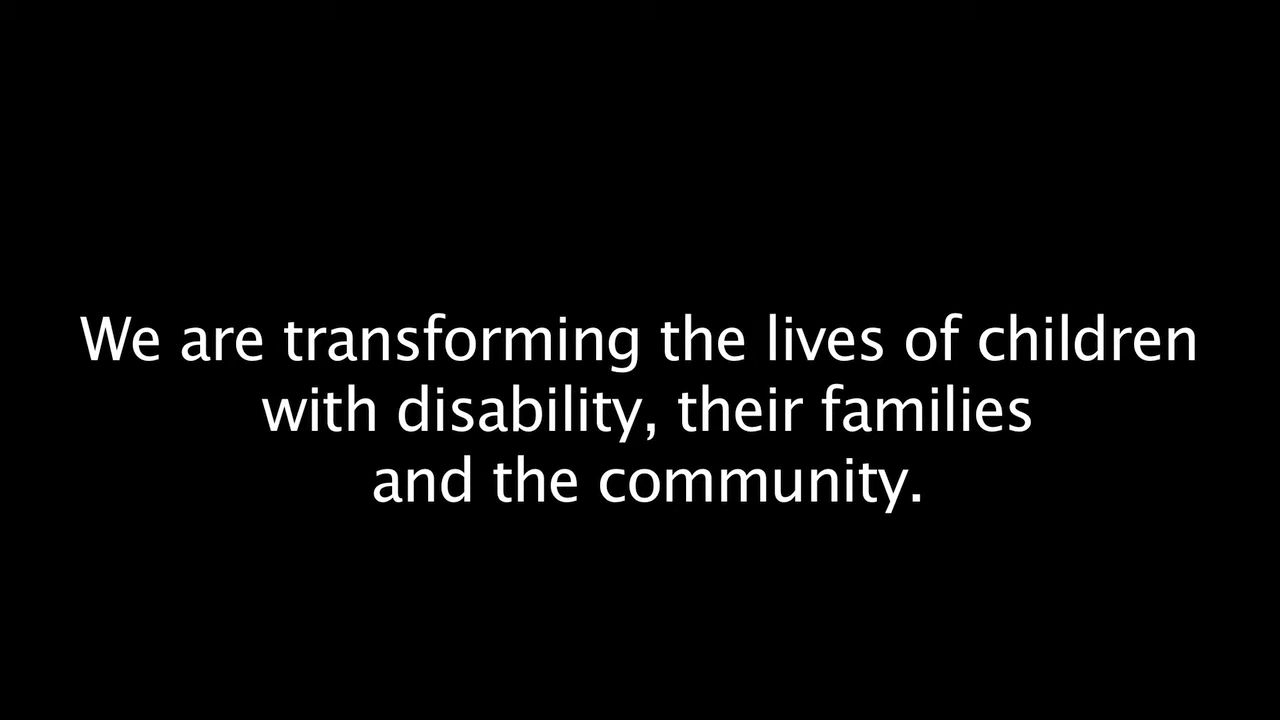 We are transforming the lives of children
with disability, their families
and the community.